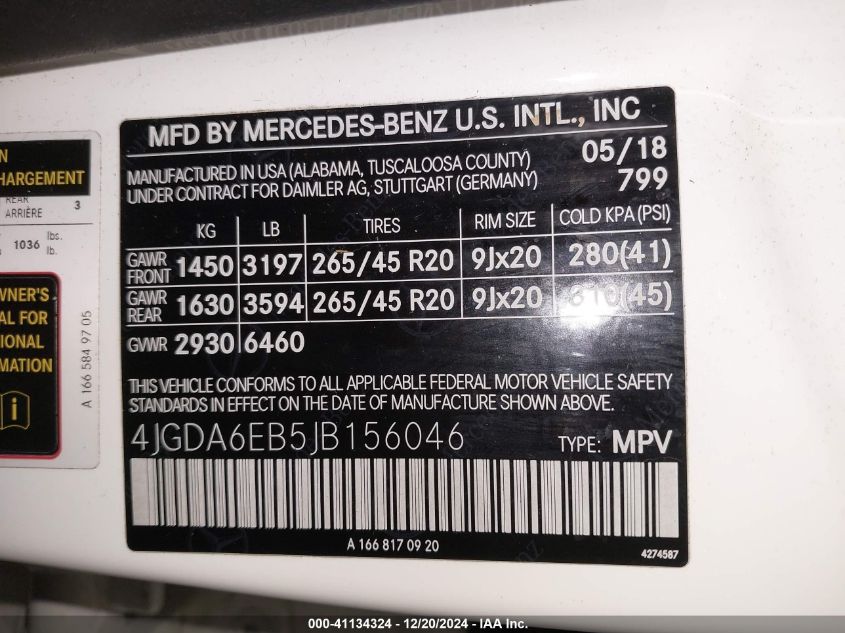 N
HARGEMENT
REAR
ARRIÈRE 3
1036 lbs.
lb.
WNER'S
AL FOR
IONAL
MATION
A 166 584 97 05
MFD BY MERCEDES-BENZ U.S. INTL., INC
MANUFACTURED IN USA (ALABAMA, TUSCALOOSA COUNTY) 05/18
UNDER CONTRACT FOR DAIMLER AG, STUTTGART (GERMANY) 799
KG LB TIRES RIM SIZE COLD KPA (PSI)
GAWR FRONT 1450 3197 265/45 R20 9Jx20 280(41)
GAWR REAR 1630 3594 265/45 R20 9Jx20 310(45)
GVWR 2930 6460
THIS VEHICLE CONFORMS TO ALL APPLICABLE FEDERAL MOTOR VEHICLE SAFETY
STANDARDS IN EFFECT ON THE DATE OF MANUFACTURE SHOWN ABOVE.
4JGDA6EB5JB156046 TYPE: MPV
A 166 817 09 20
4274587
000-41134324 - 12/20/2024 - IAA Inc.